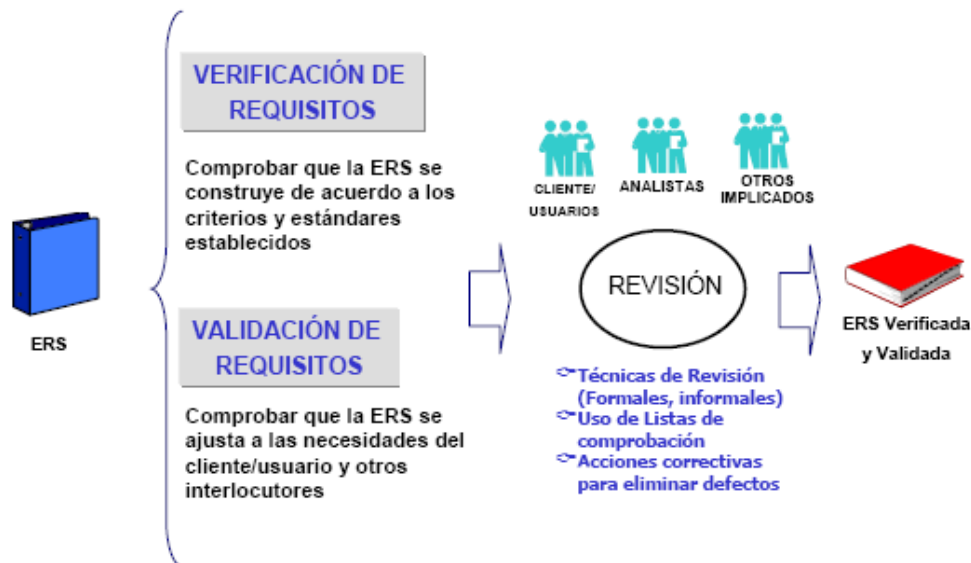 ERS
VERIFICACIÓN DE
REQUISITOS
Comprobar que la ERS se
construye de acuerdo a los
criterios y estándares
establecidos
VALIDACIÓN DE
REQUISITOS
Comprobar que la ERS se
ajusta a las necesidades del
cliente/usuario y otros
interlocutores
CLIENTE/
USUARIOS
ANALISTAS
OTROS
IMPLICADOS
REVISIÓN
Técnicas de Revisión
(Formales, informales)
Uso de Listas de
comprobación
Acciones correctivas
para eliminar defectos
ERS Verificada
y Validada